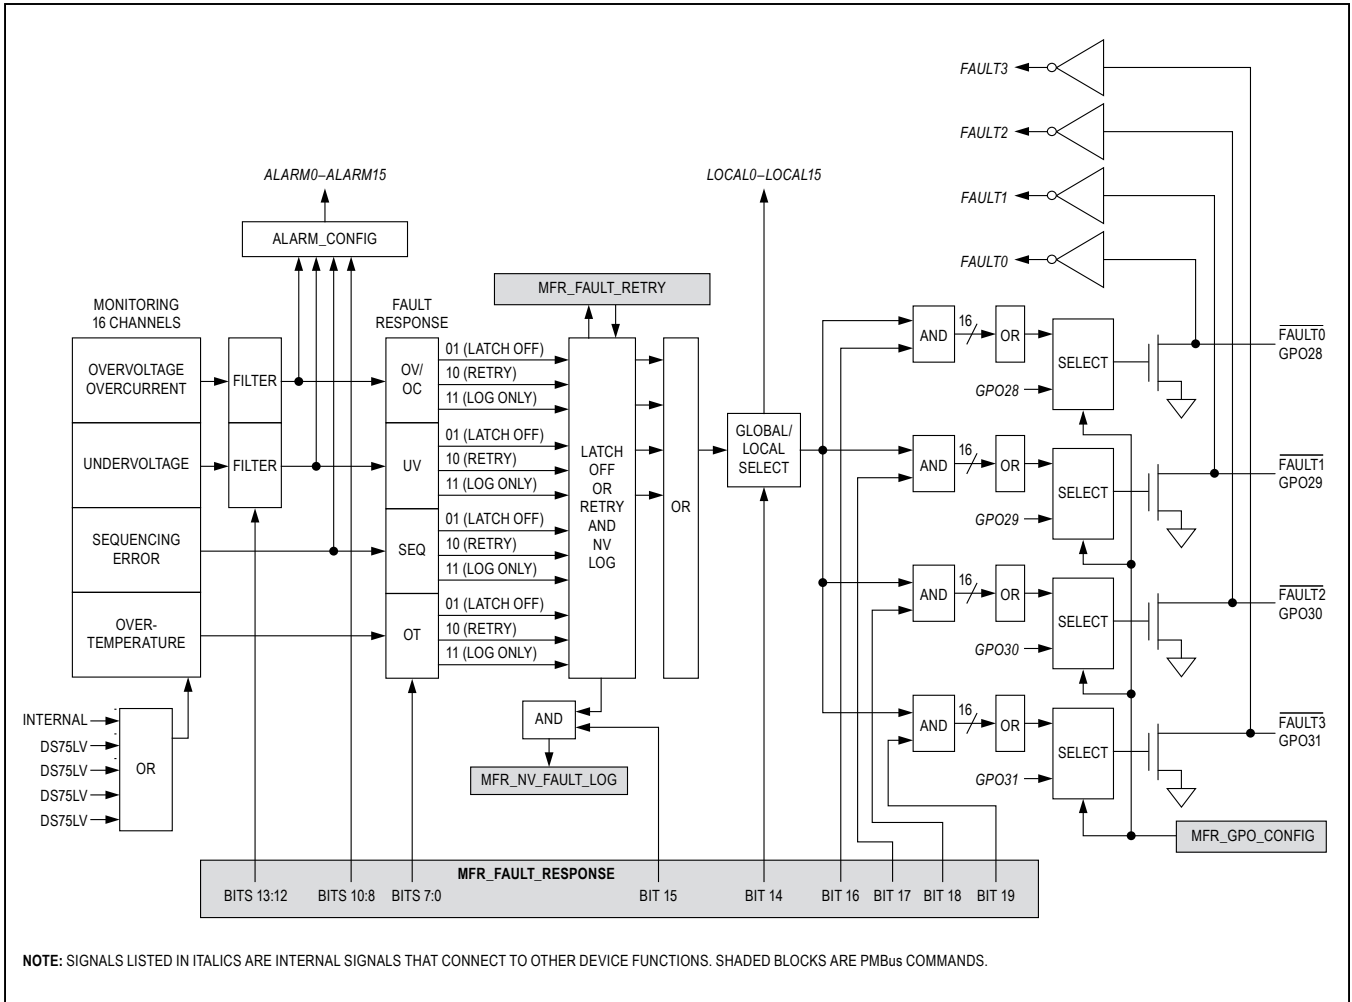 FAULT3
FAULT2
FAULT1
FAULT0
ALARM0–ALARM15
LOCAL0–LOCAL15
ALARM_CONFIG
MONITORING
16 CHANNELS
FAULT
RESPONSE
MFR_FAULT_RETRY
OVERVOLTAGE
OVERCURRENT
FILTER
OV/
OC
01 (LATCH OFF)
10 (RETRY)
11 (LOG ONLY)
UNDERVOLTAGE
FILTER
UV
01 (LATCH OFF)
10 (RETRY)
11 (LOG ONLY)
SEQUENCING
ERROR
SEQ
01 (LATCH OFF)
10 (RETRY)
11 (LOG ONLY)
OVER-
TEMPERATURE
OT
01 (LATCH OFF)
10 (RETRY)
11 (LOG ONLY)
LATCH
OFF
OR
RETRY
AND
NV
LOG
OR
GLOBAL/
LOCAL
SELECT
AND
16
OR
SELECT
GPO28
FAULT0
GPO28
AND
16
OR
SELECT
GPO29
FAULT1
GPO29
AND
16
OR
SELECT
GPO30
FAULT2
GPO30
AND
16
OR
SELECT
GPO31
FAULT3
GPO31
INTERNAL
DS75LV
DS75LV
DS75LV
DS75LV
OR
AND
MFR_NV_FAULT_LOG
MFR_GPO_CONFIG
MFR_FAULT_RESPONSE
BITS 13:12
BITS 10:8
BITS 7:0
BIT 15
BIT 14
BIT 16
BIT 17
BIT 18
BIT 19
NOTE: SIGNALS LISTED IN ITALICS ARE INTERNAL SIGNALS THAT CONNECT TO OTHER DEVICE FUNCTIONS. SHADED BLOCKS ARE PMBus COMMANDS.